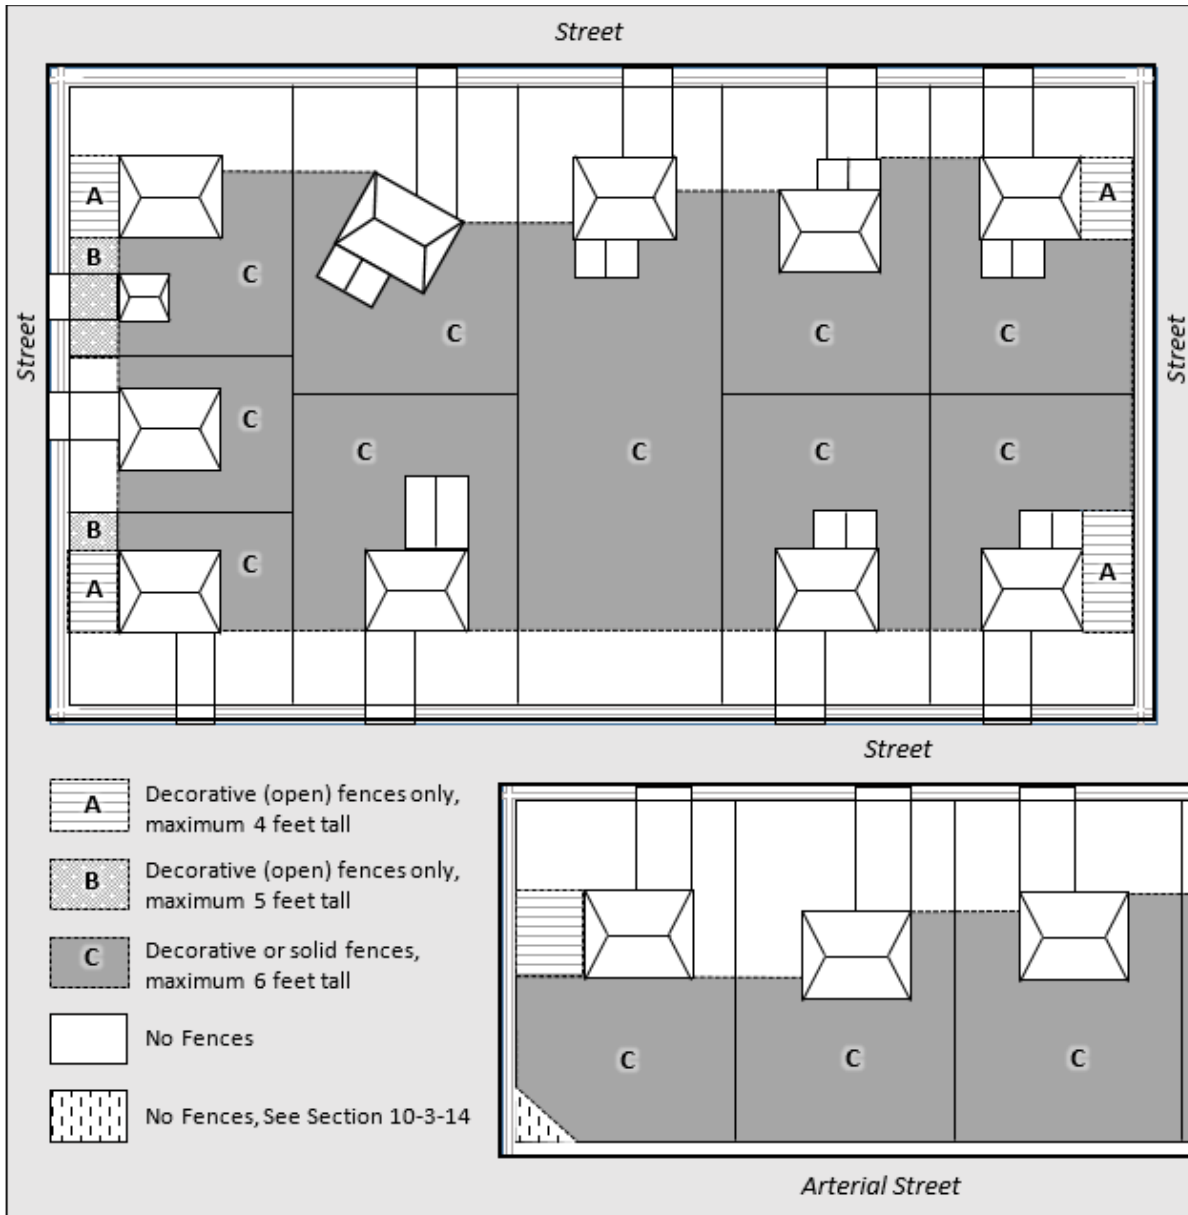 Street
A
A
B
C
C
C
C
Street
Street
C
C
C
C
C
B
C
A
A
Street
A
Decorative (open) fences only,
maximum 4 feet tall
B
Decorative (open) fences only,
maximum 5 feet tall
C
Decorative or solid fences,
maximum 6 feet tall
No Fences
No Fences, See Section 10-3-14
C
C
C
Arterial Street